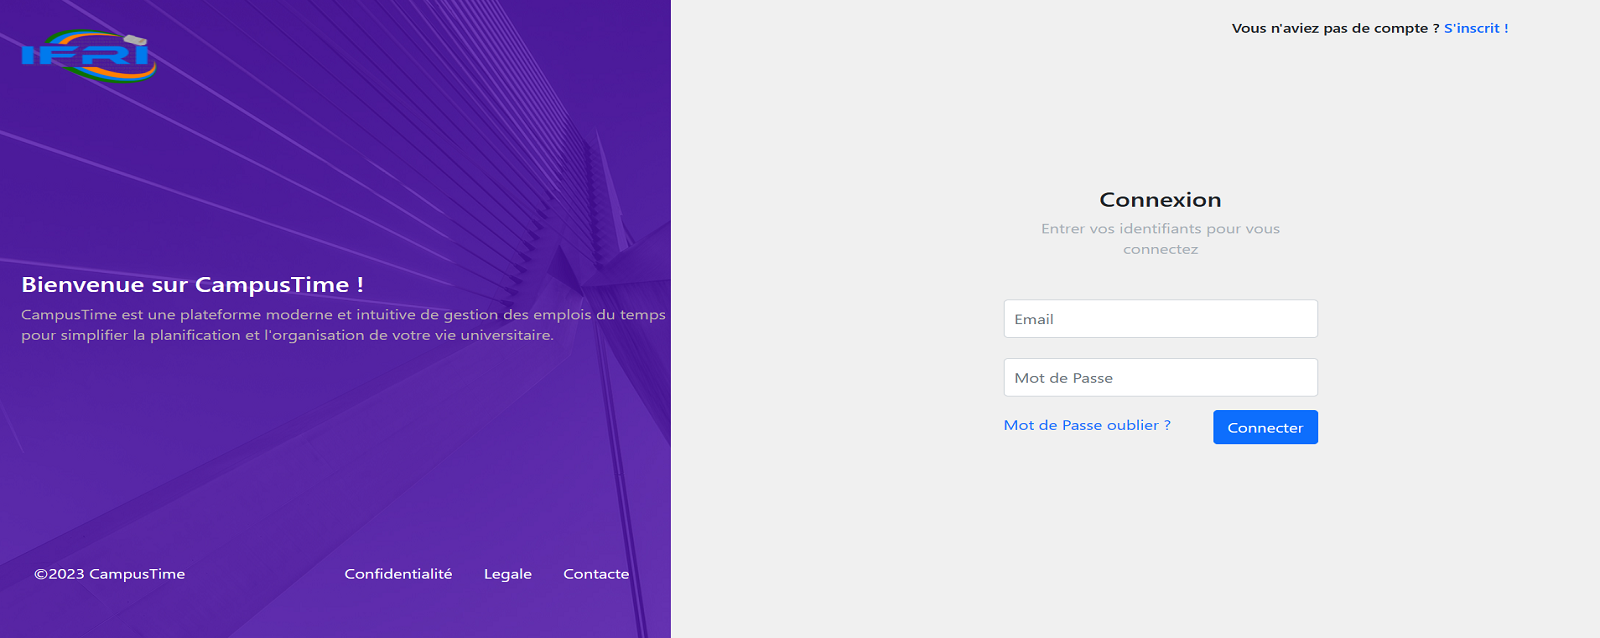 IFRI
Bienvenue sur CampusTime !
CampusTime est une plateforme moderne et intuitive de gestion des emplois du temps
pour simplifier la planification et l'organisation de votre vie universitaire.
©2023 CampusTime
Confidentialité
Legale
Contacte
Vous n'aviez pas de compte ? S'inscrit !
Connexion
Entrer vos identifiants pour vous
connectez
Email
Mot de Passe
Mot de Passe oublier ?
Connecter